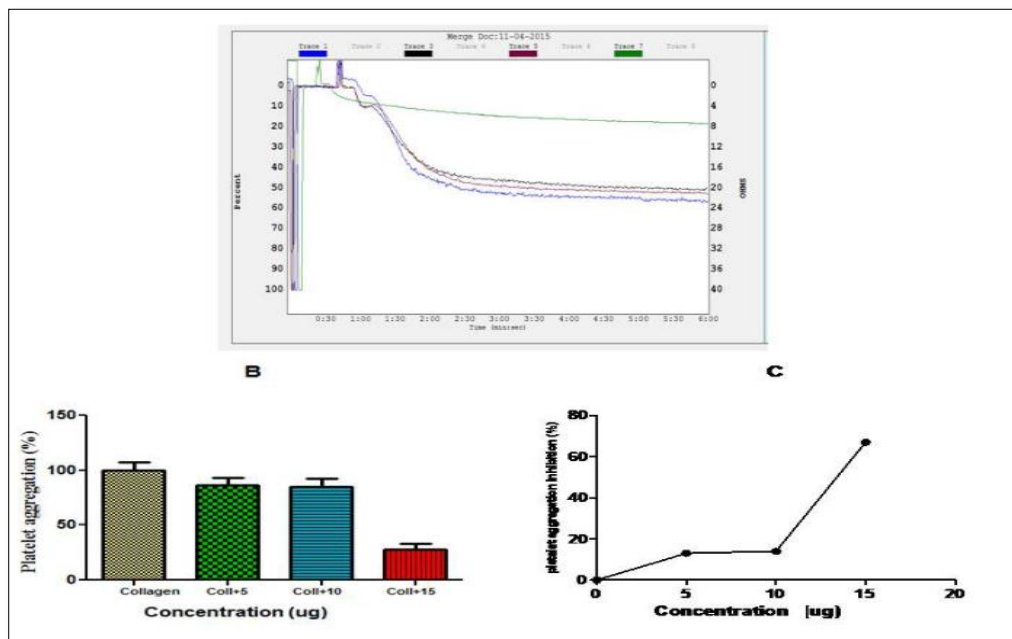 Merge Doc:11-04-2015
Trace 1 Trace 2 Trace 3 Trace 4 Trace 5 Trace 6 Trace 7 Trace 8
0
10
20
30
40
50
60
70
80
90
100
Percent
0
4
8
12
16
20
24
28
32
36
40
OHMS
0:30 1:00 1:30 2:00 2:30 3:00 3:30 4:00 4:30 5:00 5:30 6:00
Time (min:sec)
B
C
150
100
50
0
Platelet aggregation (%)
Collagen Coll+5 Coll+10 Coll+15
Concentration (ug)
80
60
40
20
0
platelet aggregation inhibition (%)
0 5 10 15 20
Concentration [ug)